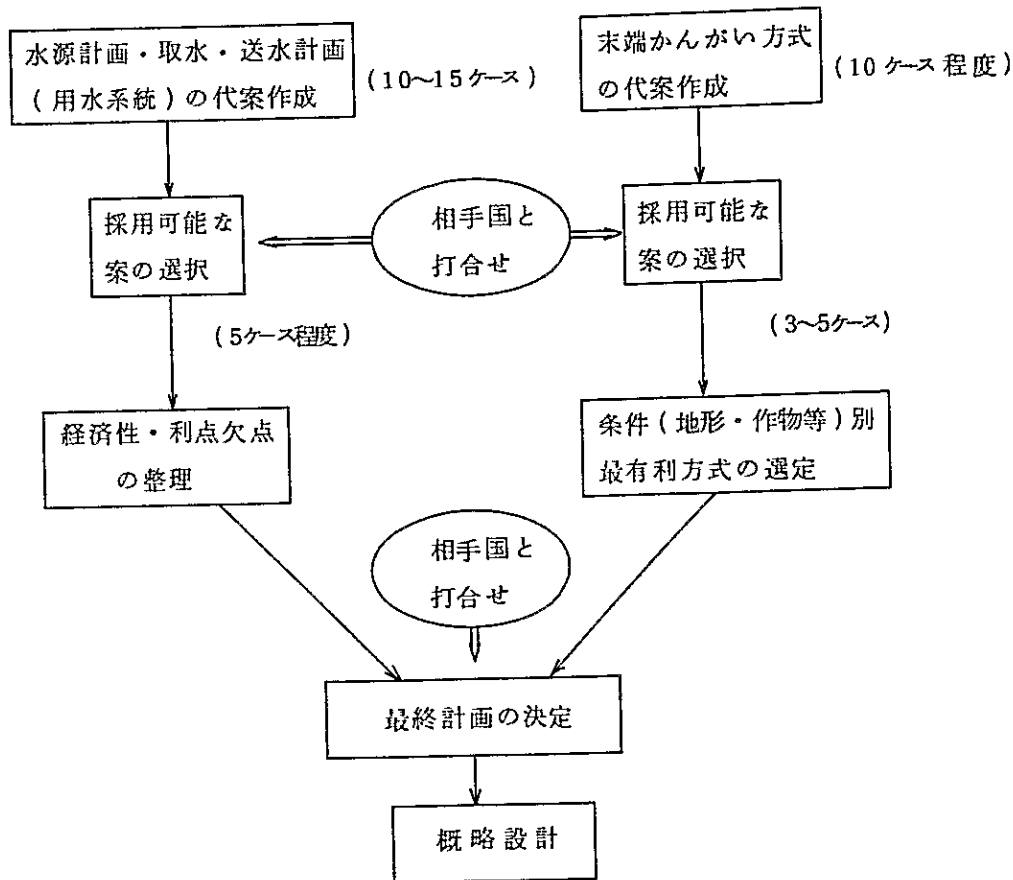 水源計画・取水・送水計画
(用水系統)の代案作成
(10～15ケース)
末端かんがい方式
の代案作成
(10ケース程度)
採用可能な
案の選択
相手国と
打合せ
採用可能な
案の選択
(5ケース程度)
(3～5ケース)
経済性・利点欠点
の整理
条件(地形・作物等)別
最有利方式の選定
相手国と
打合せ
最終計画の決定
概略設計